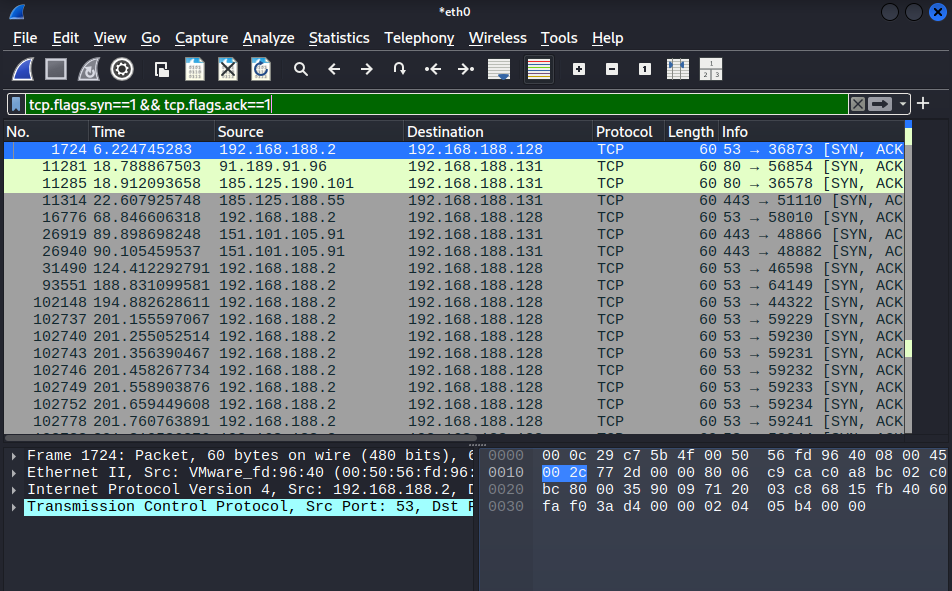 *eth0
File Edit View Go Capture Analyze Statistics Telephony Wireless Tools Help
tcp.flags.syn==1 && tcp.flags.ack==1
No. Time Source Destination Protocol Length Info
1724 6.224745283 192.168.188.2 192.168.188.128 TCP 60 53 → 36873 [SYN, ACK
11281 18.788867503 91.189.91.96 192.168.188.131 TCP 60 80 → 56854 [SYN, ACK
11285 18.912093658 185.125.190.101 192.168.188.131 TCP 60 80 → 36578 [SYN, ACK
11314 22.607925748 185.125.188.55 192.168.188.131 TCP 60 443 → 51110 [SYN, AC
16776 68.846606318 192.168.188.2 192.168.188.128 TCP 60 53 → 58010 [SYN, ACK
26919 89.898698248 151.101.105.91 192.168.188.131 TCP 60 443 → 48866 [SYN, AC
26940 90.105459537 151.101.105.91 192.168.188.131 TCP 60 443 → 48882 [SYN, AC
31490 124.412292791 192.168.188.2 192.168.188.128 TCP 60 53 → 46598 [SYN, ACK
93551 188.831099581 192.168.188.2 192.168.188.128 TCP 60 53 → 64149 [SYN, ACK
102148 194.882628611 192.168.188.2 192.168.188.128 TCP 60 53 → 44322 [SYN, ACK
102737 201.155597067 192.168.188.2 192.168.188.128 TCP 60 53 → 59229 [SYN, ACK
102740 201.255052514 192.168.188.2 192.168.188.128 TCP 60 53 → 59230 [SYN, ACK
102743 201.356390467 192.168.188.2 192.168.188.128 TCP 60 53 → 59231 [SYN, ACK
102746 201.458267734 192.168.188.2 192.168.188.128 TCP 60 53 → 59232 [SYN, ACK
102749 201.558903876 192.168.188.2 192.168.188.128 TCP 60 53 → 59233 [SYN, ACK
102752 201.659449608 192.168.188.2 192.168.188.128 TCP 60 53 → 59234 [SYN, ACK
102778 201.760763891 192.168.188.2 192.168.188.128 TCP 60 53 → 59241 [SYN, ACK
Frame 1724: Packet, 60 bytes on wire (480 bits), 6
Ethernet II, Src: VMware_fd:96:40 (00:50:56:fd:96:
Internet Protocol Version 4, Src: 192.168.188.2, D
Transmission Control Protocol, Src Port: 53, Dst P
0000 00 0c 29 c7 5b 4f 00 50 56 fd 96 40 08 00 45
0010 00 2c 77 2d 00 00 80 06 c9 ca c0 a8 bc 02 c0
0020 bc 80 00 35 90 09 71 20 03 c8 68 15 fb 40 60
0030 fa f0 3a d4 00 00 02 04 05 b4 00 00